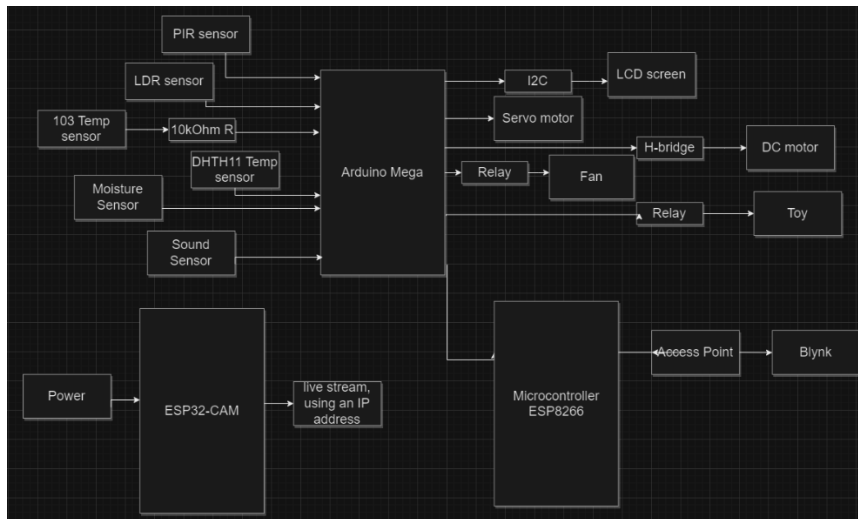 PIR sensor
LDR sensor
103 Temp
sensor
10kOhm R
DHTH11 Temp
sensor
Moisture
Sensor
Sound
Sensor
Arduino Mega
I2C
LCD screen
Servo motor
H-bridge
DC motor
Relay
Fan
Relay
Toy
Power
ESP32-CAM
live stream,
using an IP
address
Microcontroller
ESP8266
Access Point
Blynk